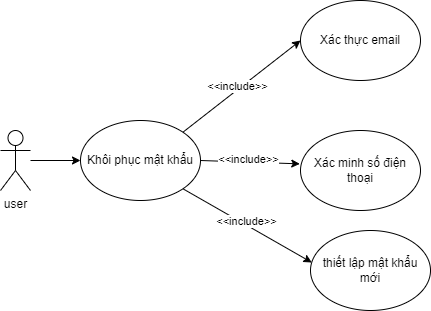 Xác thực email
<<include>>
Khôi phục mật khẩu
<<include>>
Xác minh số điện
thoại
user
<<include>>
thiết lập mật khẩu
mới